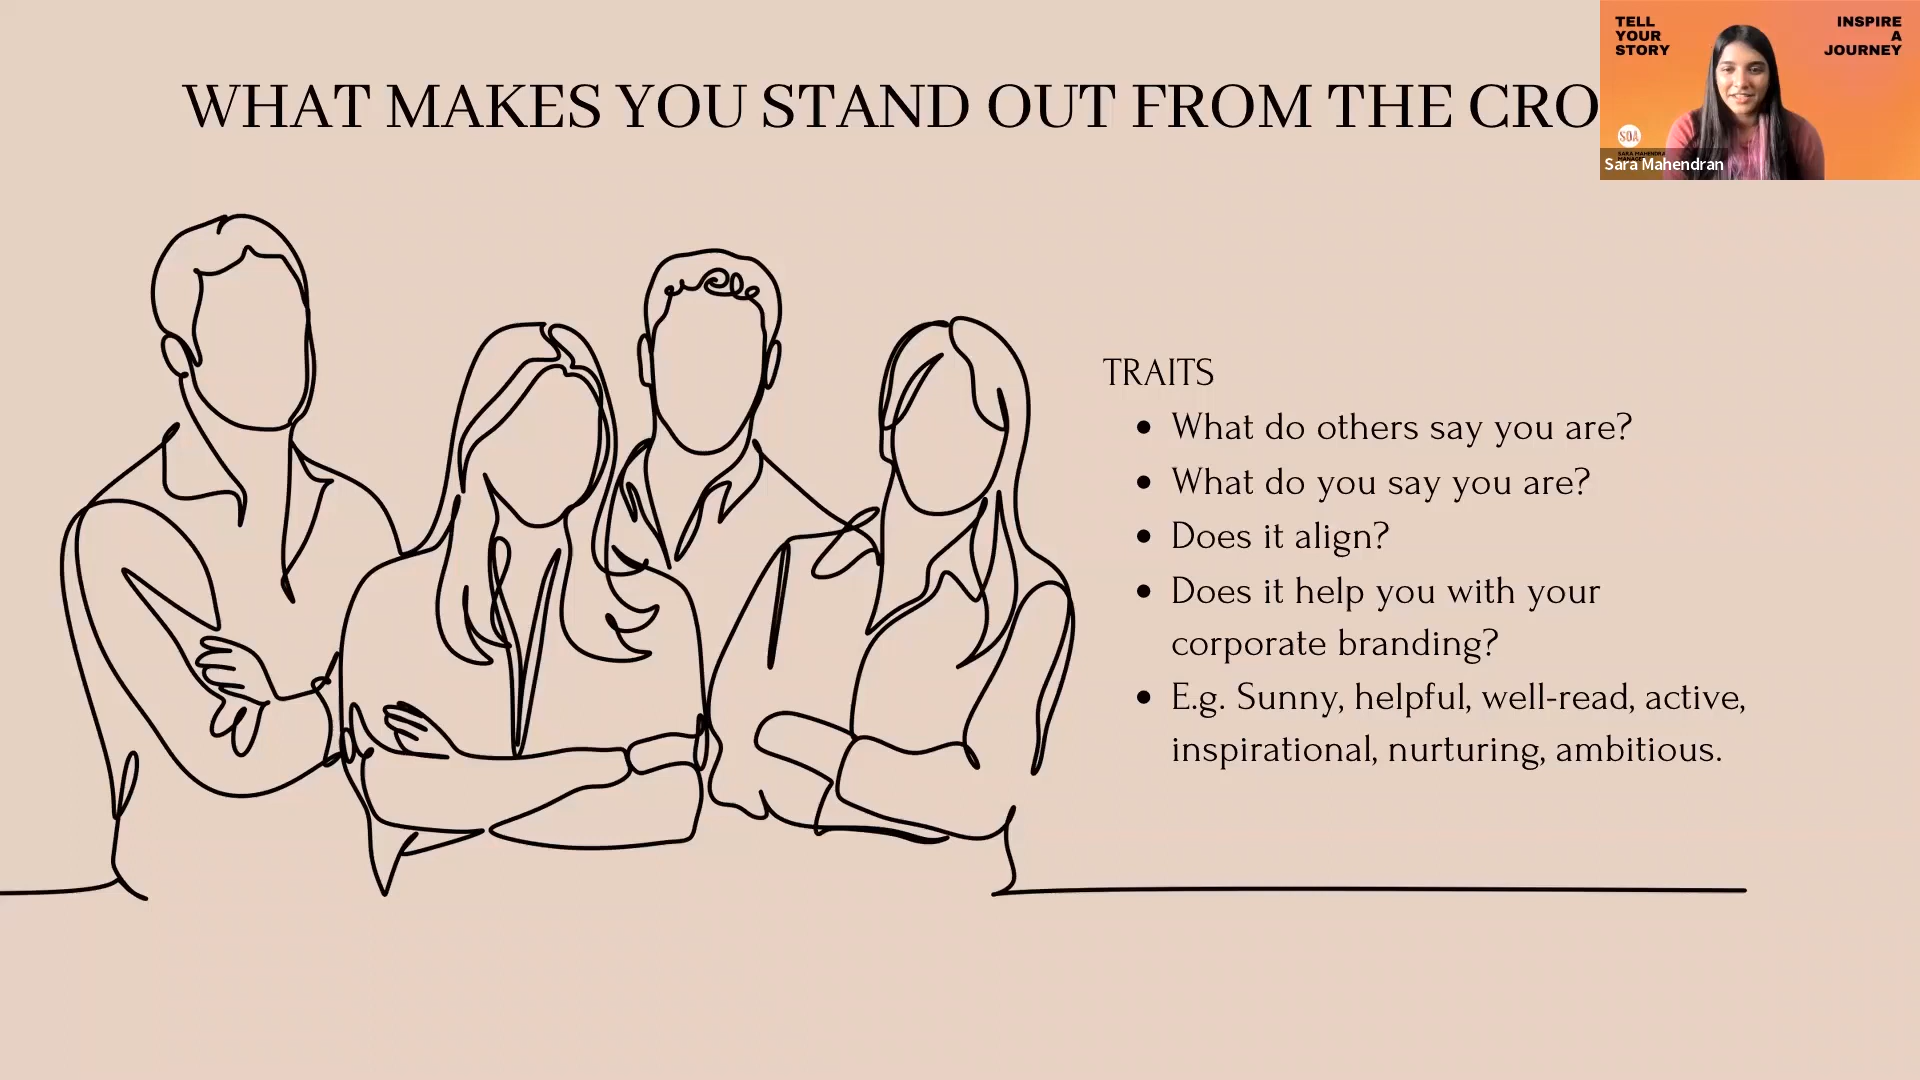 WHAT MAKES YOU STAND OUT FROM THE CRO
TELL
YOUR
STORY
INSPIRE
A
JOURNEY
SOA
Sara Mahendran
TRAITS
• What do others say you are?
• What do you say you are?
• Does it align?
• Does it help you with your
corporate branding?
• E.g. Sunny, helpful, well-read, active,
inspirational, nurturing, ambitious.